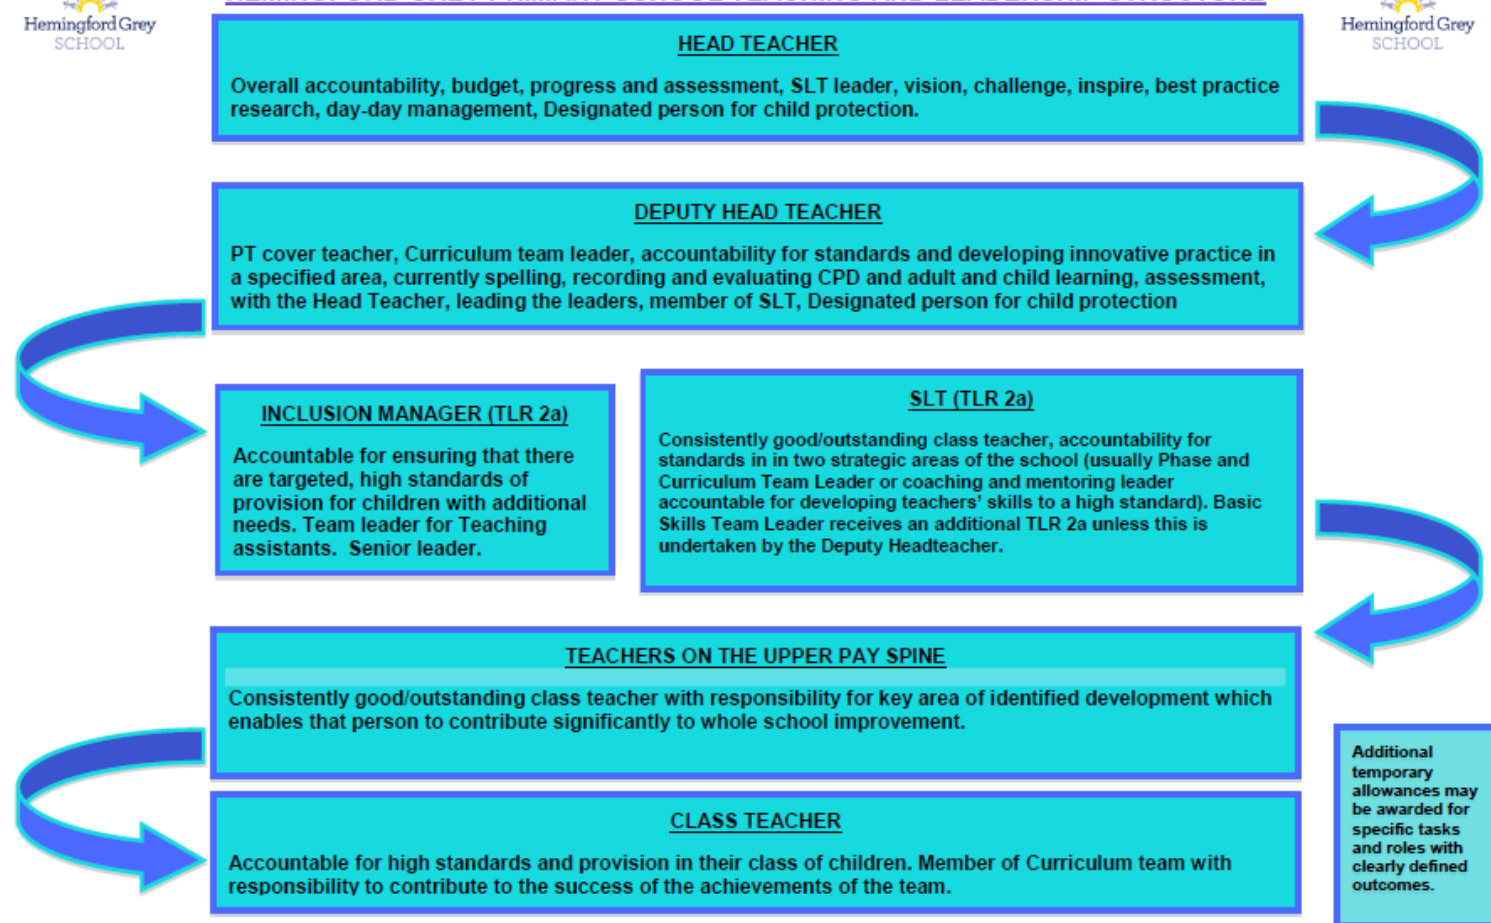 HEMINGFORD GREY PRIMARY SCHOOL TEACHING AND LEADERSHIP STRUCTURE
Hemingford Grey
SCHOOL
Hemingford Grey
SCHOOL
HEAD TEACHER
Overall accountability, budget, progress and assessment, SLT leader, vision, challenge, inspire, best practice
research, day-day management, Designated person for child protection.
DEPUTY HEAD TEACHER
PT cover teacher, Curriculum team leader, accountability for standards and developing innovative practice in
a specified area, currently spelling, recording and evaluating CPD and adult and child learning, assessment,
with the Head Teacher, leading the leaders, member of SLT, Designated person for child protection
INCLUSION MANAGER (TLR 2a)
Accountable for ensuring that there
are targeted, high standards of
provision for children with additional
needs. Team leader for Teaching
assistants.  Senior leader.
SLT (TLR 2a)
Consistently good/outstanding class teacher, accountability for
standards in in two strategic areas of the school (usually Phase and
Curriculum Team Leader or coaching and mentoring leader
accountable for developing teachers' skills to a high standard). Basic
Skills Team Leader receives an additional TLR 2a unless this is
undertaken by the Deputy Headteacher.
TEACHERS ON THE UPPER PAY SPINE
Consistently good/outstanding class teacher with responsibility for key area of identified development which
enables that person to contribute significantly to whole school improvement.
CLASS TEACHER
Accountable for high standards and provision in their class of children. Member of Curriculum team with
responsibility to contribute to the success of the achievements of the team.
Additional
temporary
allowances may
be awarded for
specific tasks
and roles with
clearly defined
outcomes.